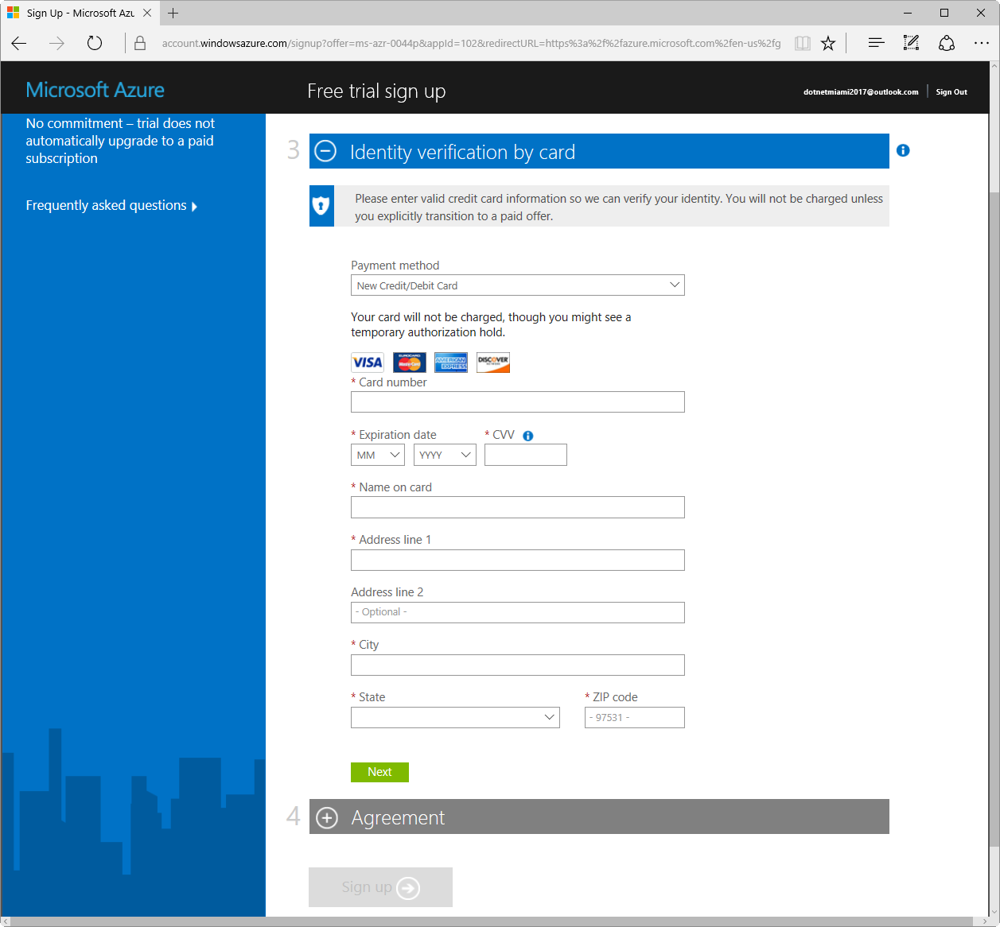 Sign Up - Microsoft Azu
account.windowsazure.com/signup?offer=ms-azr-0044p&appId=102&redirectURL=https%3a%2f%2fazure.microsoft.com%2fen-us%2fg
Microsoft Azure
Free trial sign up
dotnetmiami2017@outlook.com
Sign Out
No commitment – trial does not
automatically upgrade to a paid
subscription
Frequently asked questions
3 Identity verification by card
Please enter valid credit card information so we can verify your identity. You will not be charged unless
you explicitly transition to a paid offer.
Payment method
New Credit/Debit Card
Your card will not be charged, though you might see a
temporary authorization hold.
VISA EUROCARD MasterCard AMERICAN EXPRESS DISCOVER NETWORK
* Card number
* Expiration date * CVV
MM YYYY
* Name on card
* Address line 1
Address line 2
- Optional -
* City
* State * ZIP code
- 97531 -
Next
4 Agreement
Sign up